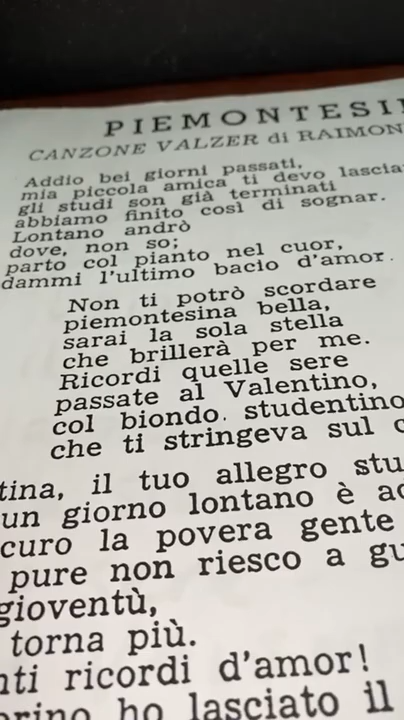 PIEMONTESI
CANZONE VALZER di RAIMON
Addio bei giorni passati,
mia piccola amica ti devo lascia
gli studi son già terminati
abbiamo finito così di sognar.
Lontano andrò
dove, non so;
parto col pianto nel cuor,
dammi l'ultimo bacio d'amor.
Non ti potrò scordare
piemontesina bella,
sarai la sola stella
che brillerà per me.
Ricordi quelle sere
passate al Valentino,
col biondo studentino
che ti stringeva sul c
tina, il tuo allegro stu
un giorno lontano è
curo la povera gente
pure non riesco a gu
gioventù,
torna più.
nti ricordi d'amor!
rino ho lasciato il